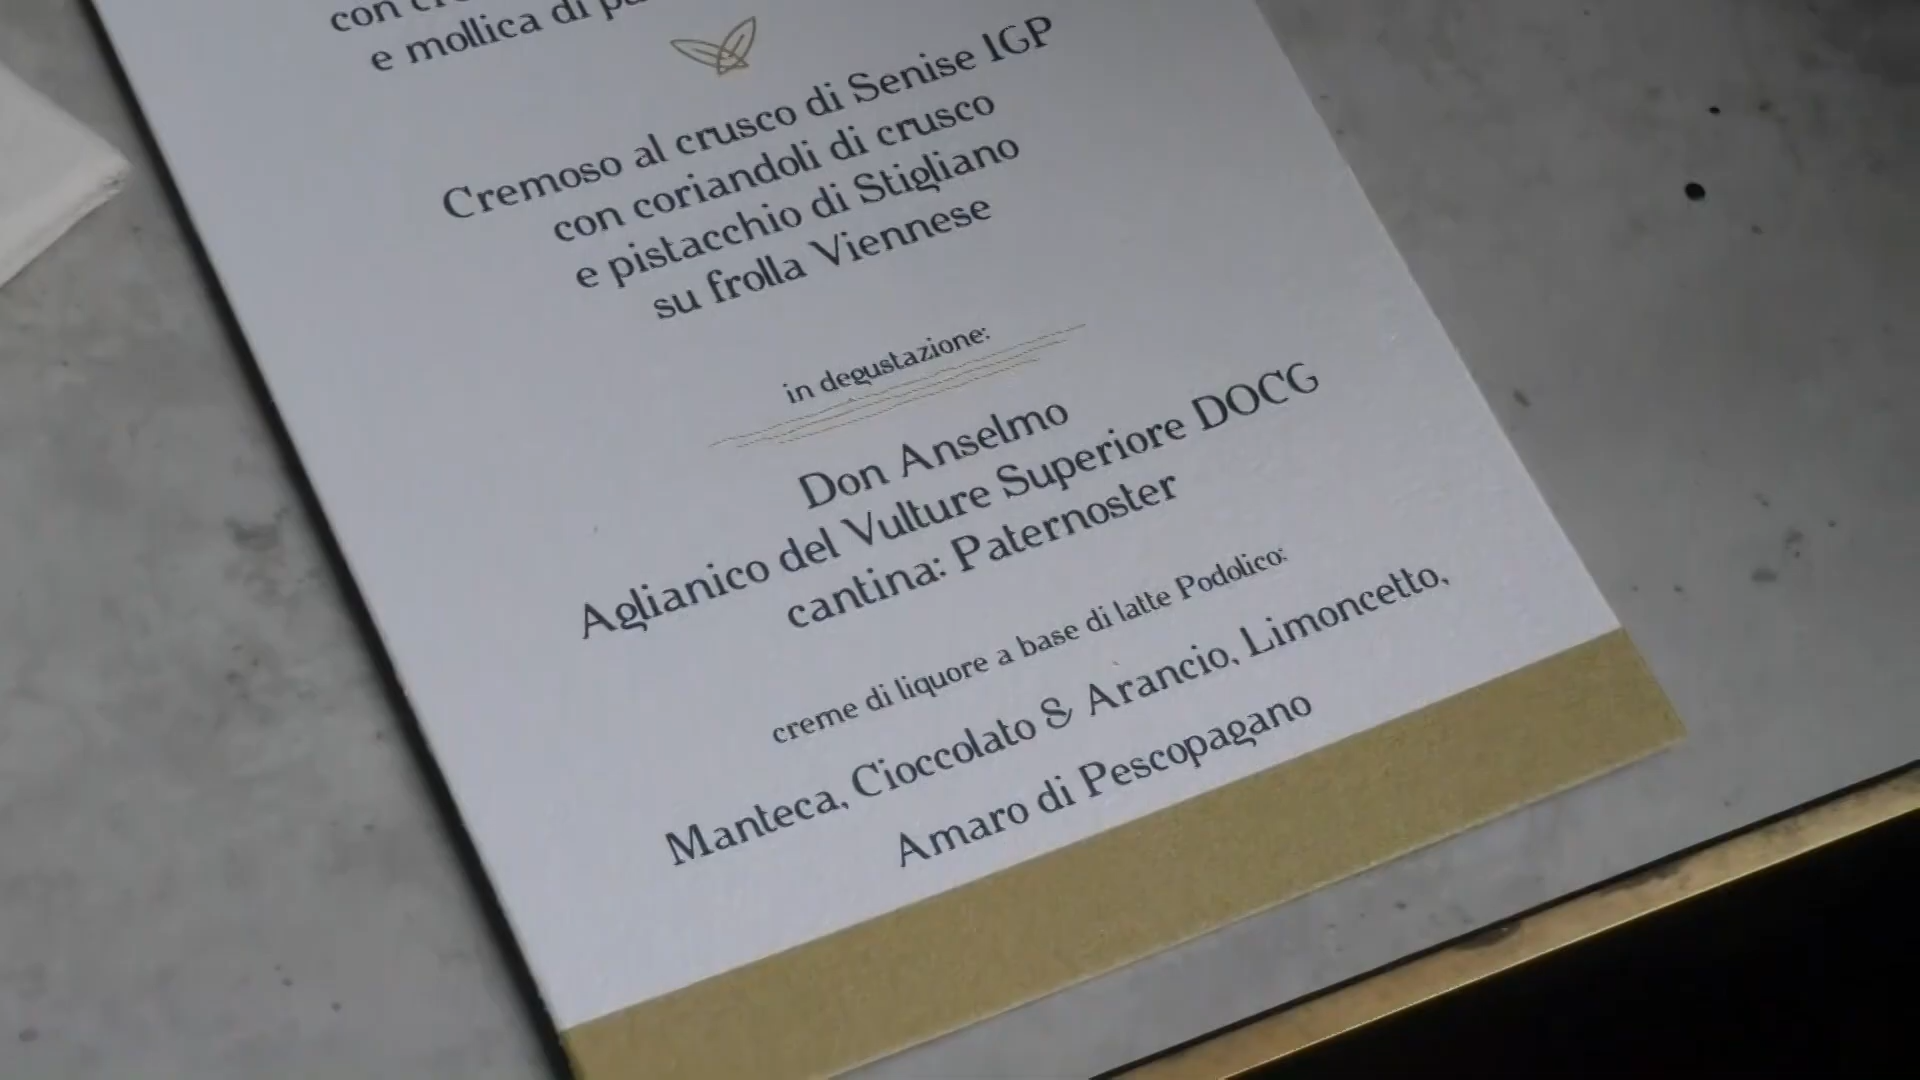 con
e mollica di
Cremoso al crusco di Senise IGP
con coriandoli di crusco
e pistacchio di Stigliano
su frolla Viennese
in degustazione:
Don Anselmo
Aglianico del Vulture Superiore DOCG
cantina: Paternoster
creme di liquore a base di latte Podolico:
Manteca, Cioccolato & Arancio, Limoncetto,
Amaro di Pescopagano